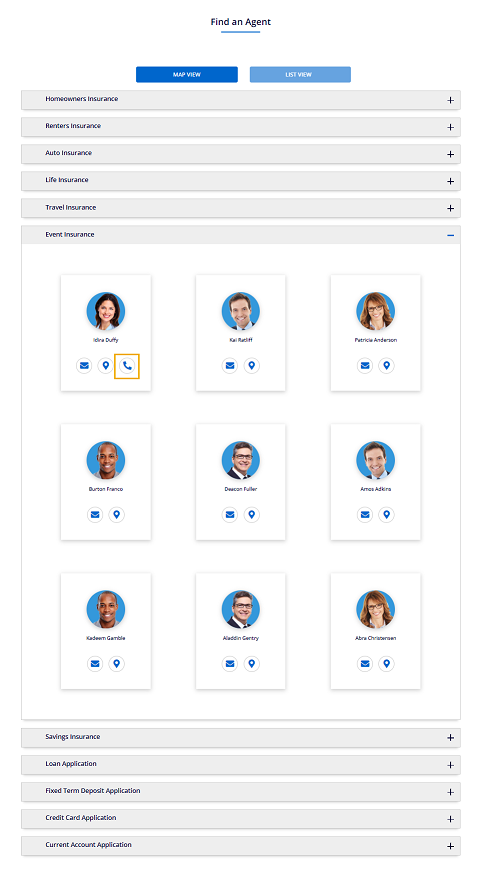 Find an Agent
MAP VIEW
LIST VIEW
Homeowners Insurance
Renters Insurance
Auto Insurance
Life Insurance
Travel Insurance
Event Insurance
Idira Duffy
Kai Ratliff
Patricia Anderson
Burton Franco
Deacon Fuller
Amos Adkins
Kadeem Gamble
Aladdin Gentry
Abra Christensen
Savings Insurance
Loan Application
Fixed Term Deposit Application
Credit Card Application
Current Account Application